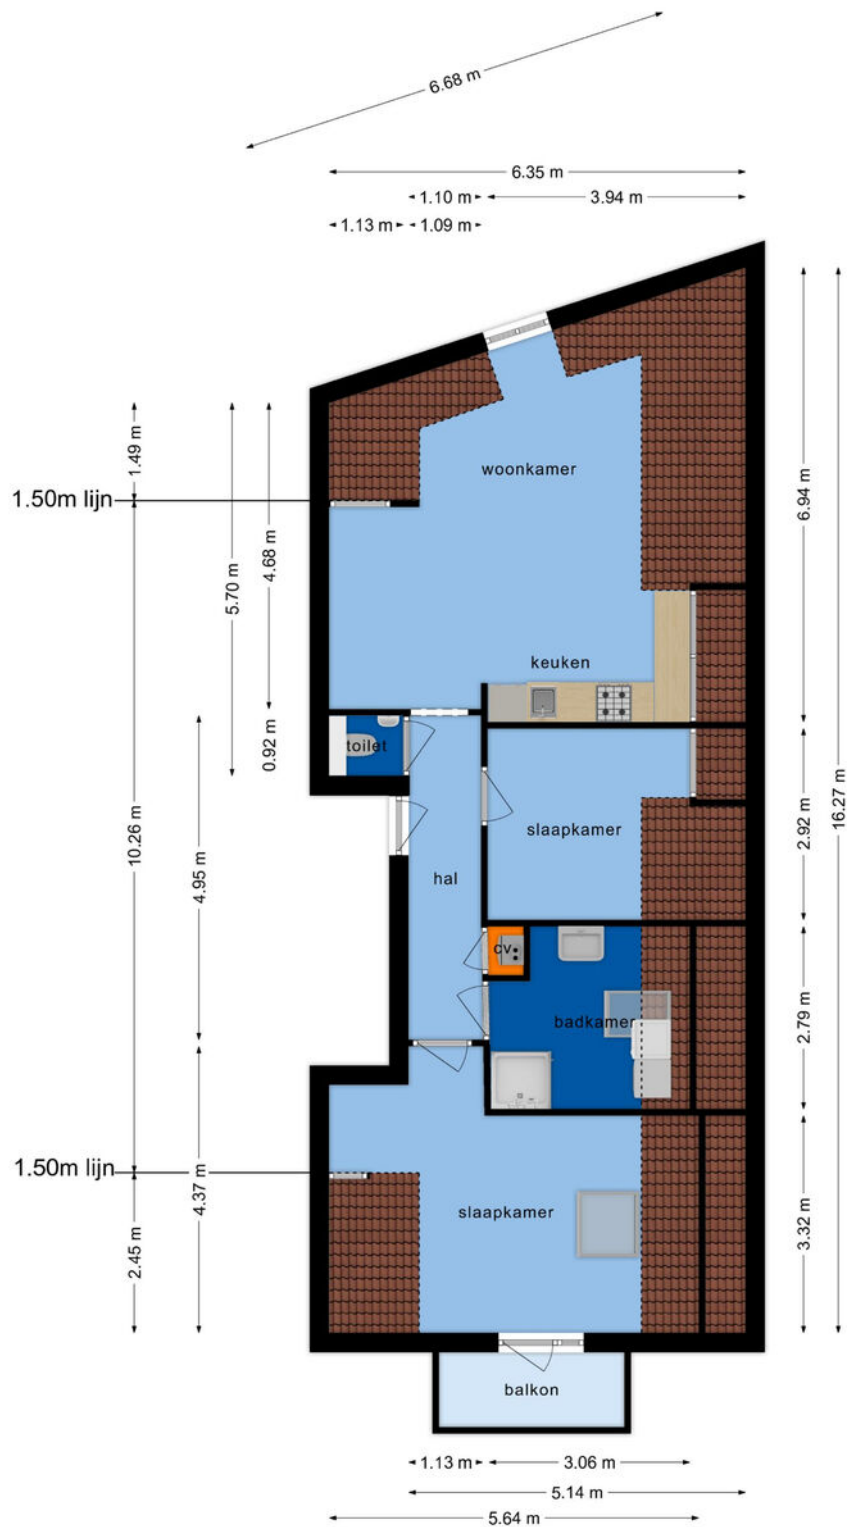 6.68 m
6.35 m
1.10 m
3.94 m
1.13 m
1.09 m
1.49 m
woonkamer
1.50m lijn
6.94 m
4.68 m
5.70 m
keuken
0.92 m
toilet
10.26 m
16.27 m
2.92 m
slaapkamer
4.95 m
hal
cv
badkamer
2.79 m
1.50m lijn
4.37 m
slaapkamer
3.32 m
2.45 m
balkon
1.13 m
3.06 m
5.14 m
5.64 m